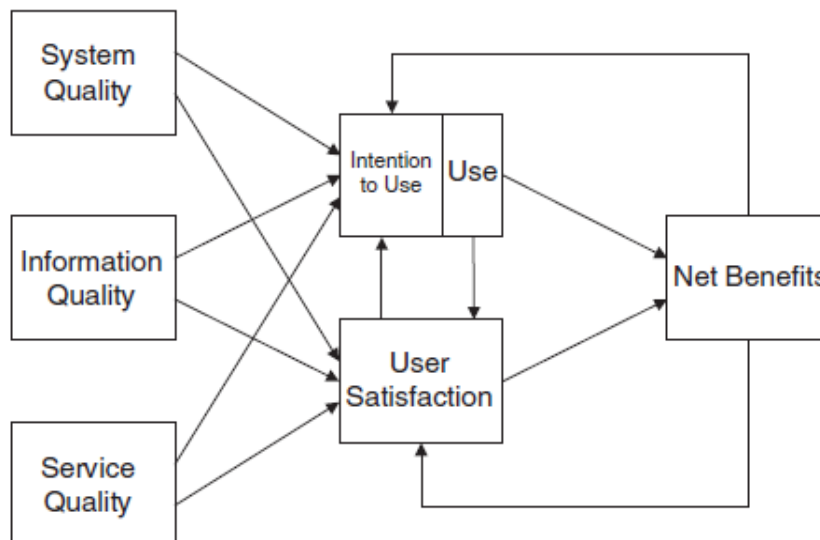 System
Quality
Intention
to Use
Use
Information
Quality
Net Benefits
User
Satisfaction
Service
Quality